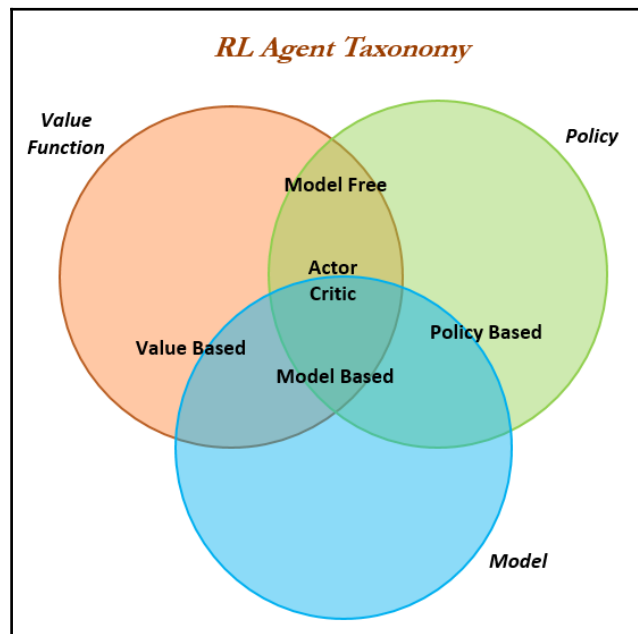 RL Agent Taxonomy
Value
Function
Policy
Model Free
Actor
Critic
Value Based
Policy Based
Model Based
Model